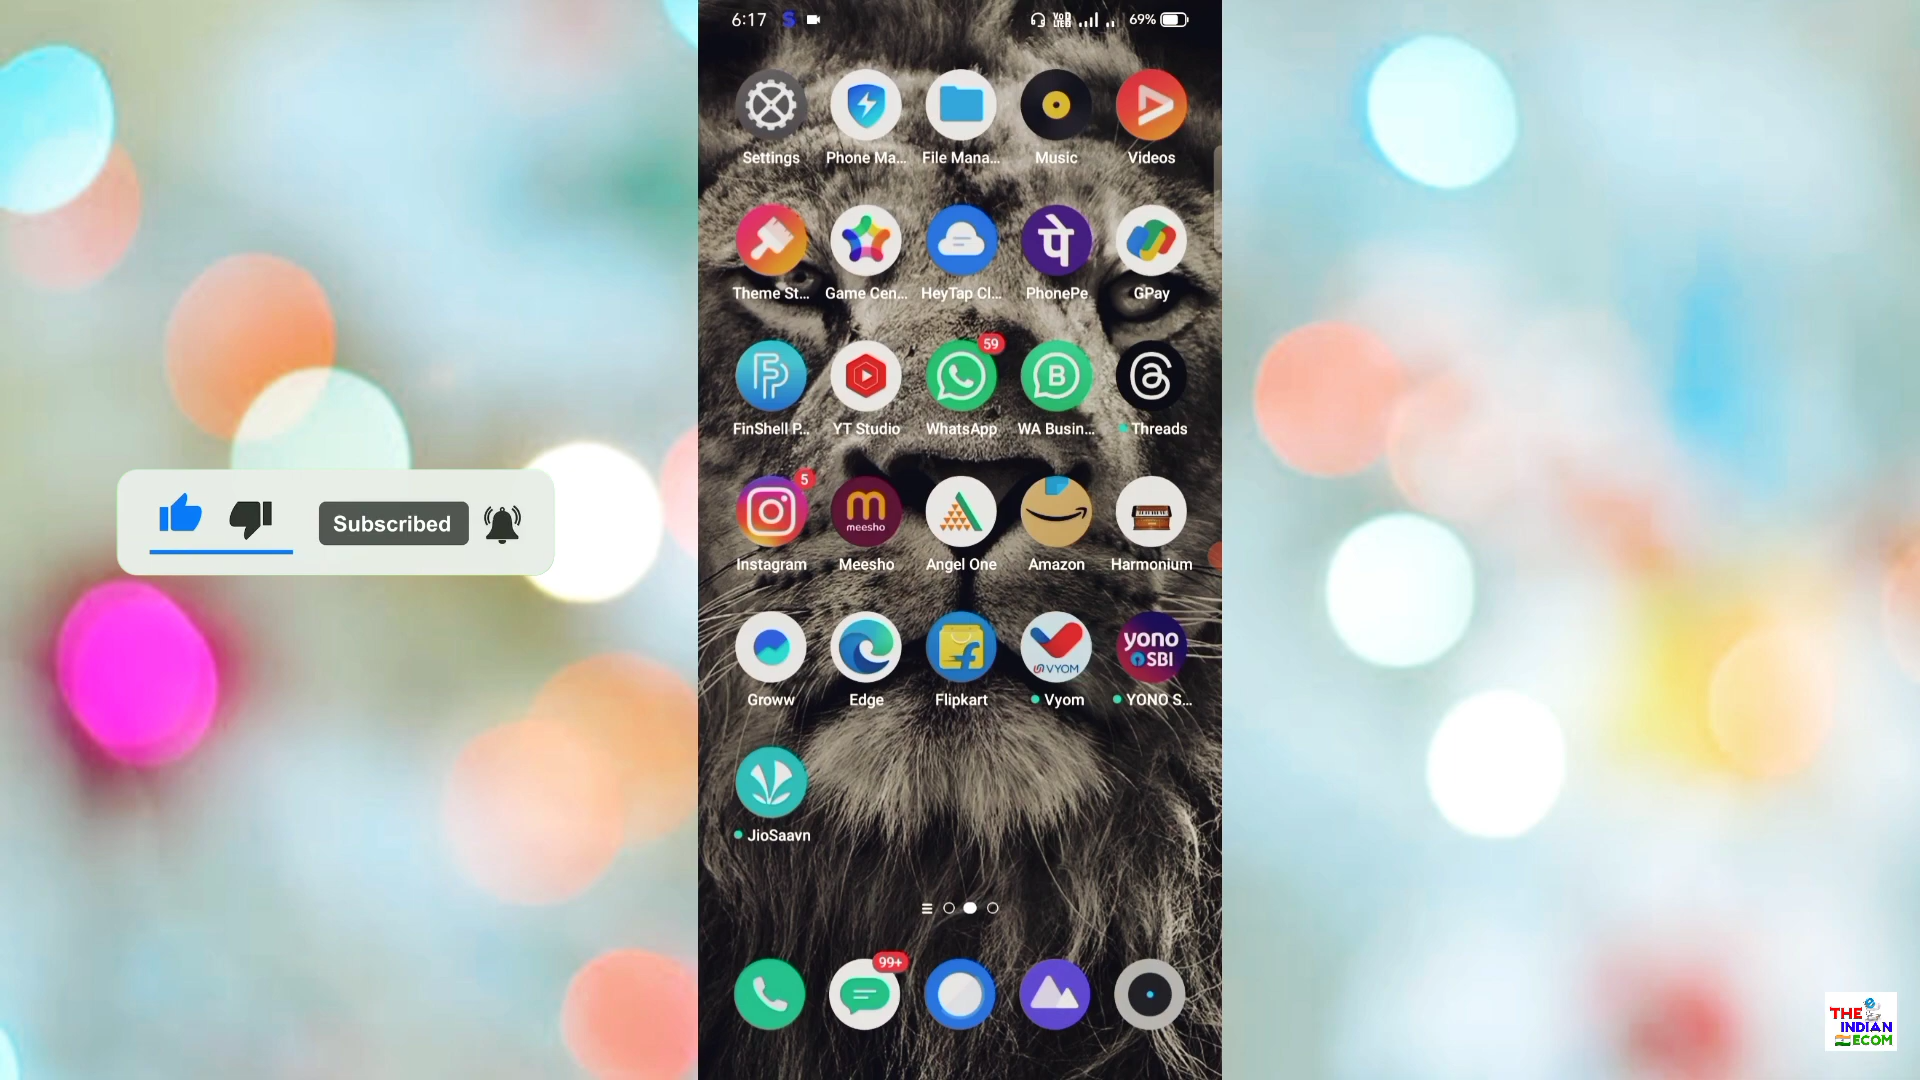 6:17
S
Vo
LTE
69%
Settings
Phone Ma...
File Mana...
Music
Videos
Theme St...
Game Cen...
HeyTap Cl...
पे
PhonePe
GPay
FinShell P...
YT Studio
59
WhatsApp
B
WA Busin...
Threads
5
Instagram
meesho
Meesho
Angel One
Amazon
Harmonium
Groww
Edge
Flipkart
VYOM
Vyom
yono
SBI
YONO S...
JioSaavn
99+
Subscribed
THE
INDIAN
ECOM